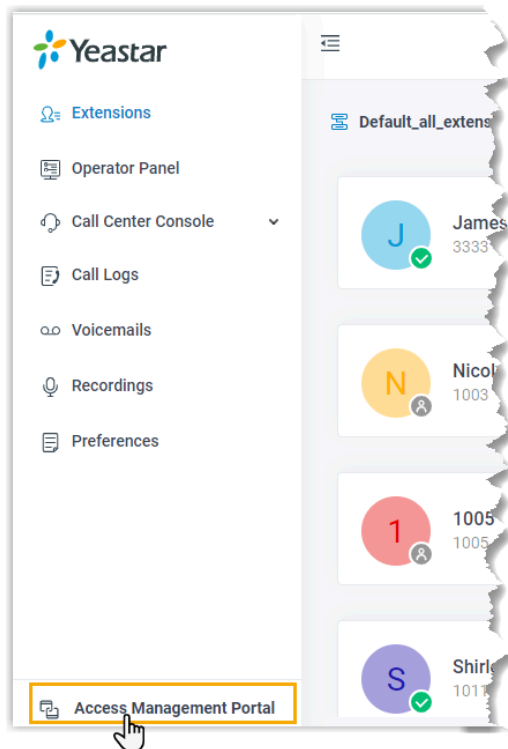 Yeastar
Extensions
Default_all_extens
Operator Panel
Call Center Console
J
James
3333
Call Logs
Voicemails
N
Nicol
1003
Recordings
Preferences
1
1005
1005
S
Shirl
1011
Access Management Portal